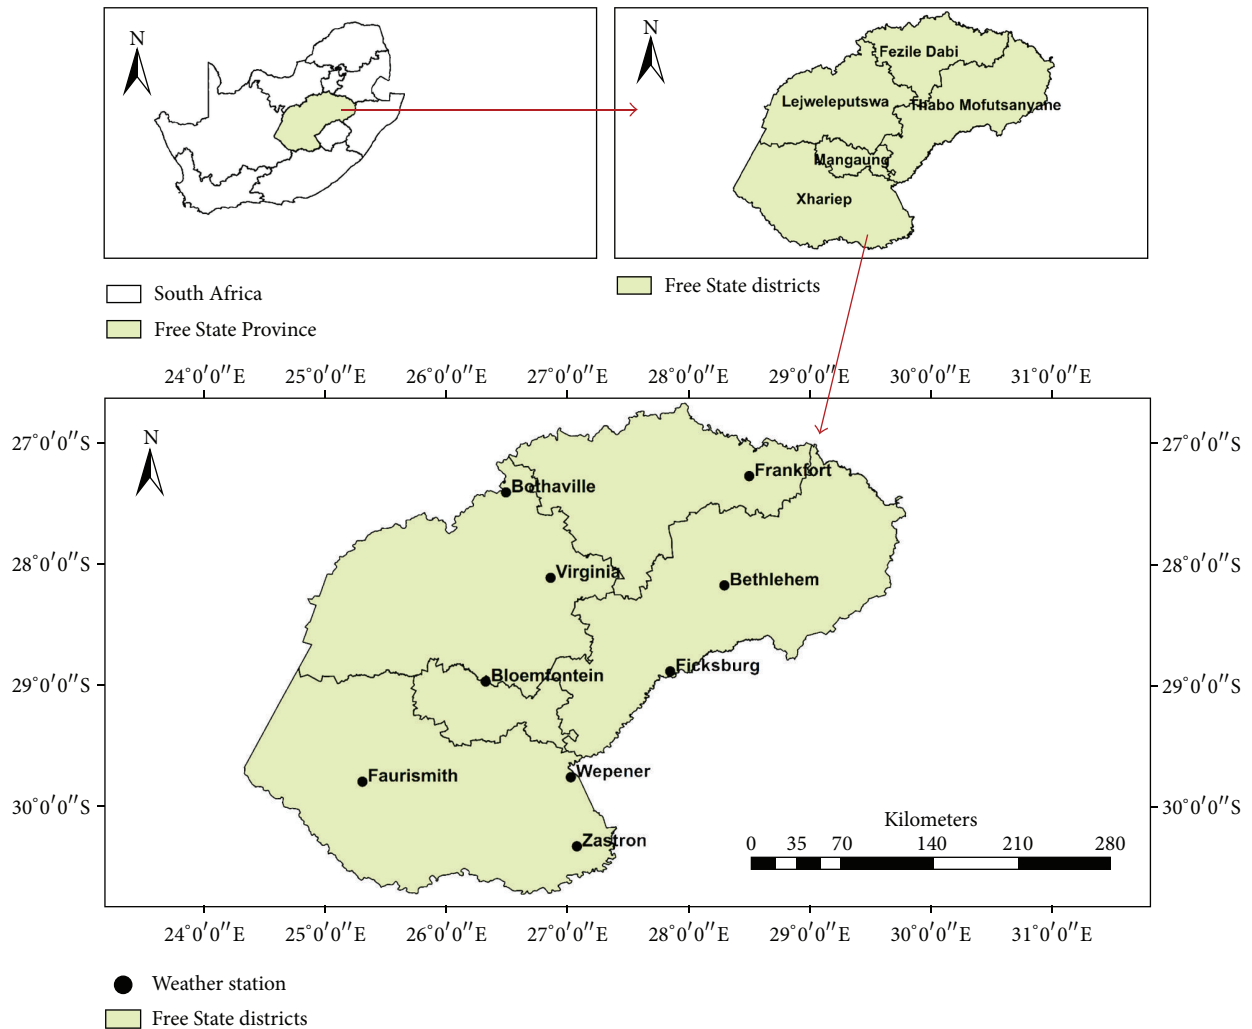 N
South Africa
Free State Province
N
Fezile Dabi
Lejweleputswa
Thabo Mofutsanyane
Mangaung
Xhariep
Free State districts
24°0′0″E 25°0′0″E 26°0′0″E 27°0′0″E 28°0′0″E 29°0′0″E 30°0′0″E 31°0′0″E
27°0′0″S 27°0′0″S
N
Frankfort
Bothaville
28°0′0″S 28°0′0″S
Virginia
Bethlehem
Ficksburg
Bloemfontein
29°0′0″S 29°0′0″S
Wepener
Faurismith
30°0′0″S 30°0′0″S
Kilometers
0 35 70 140 210 280
Zastron
24°0′0″E 25°0′0″E 26°0′0″E 27°0′0″E 28°0′0″E 29°0′0″E 30°0′0″E 31°0′0″E
Weather station
Free State districts